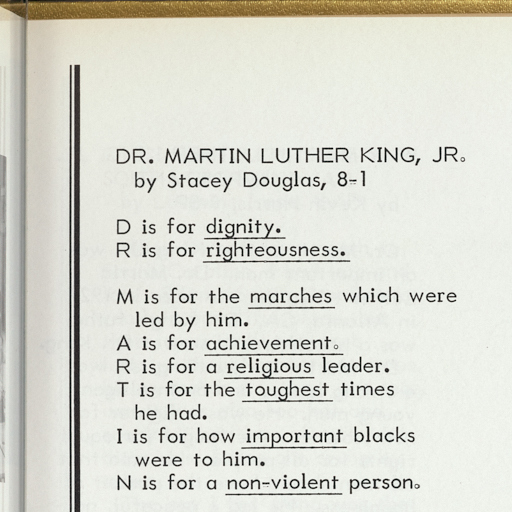 DR. MARTIN LUTHER KING, JR.
by Stacey Douglas, 8-1
D is for dignity.
R is for righteousness.
M is for the marches which were
led by him.
A is for achievement.
R is for a religious leader.
T is for the toughest times
he had.
I is for how important blacks
were to him.
N is for a non-violent person.